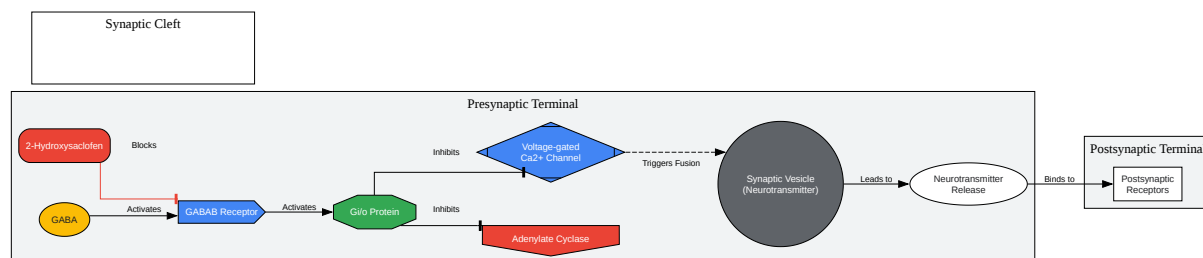 Synaptic Cleft
Presynaptic Terminal
2-Hydroxysaclofen
Blocks
GABA
Activates
GABAB Receptor
Activates
Gi/o Protein
Inhibits
Voltage-gated
Ca2+ Channel
Inhibits
Adenylate Cyclase
Triggers Fusion
Synaptic Vesicle
(Neurotransmitter)
Leads to
Neurotransmitter
Release
Binds to
Postsynaptic Terminal
Postsynaptic
Receptors